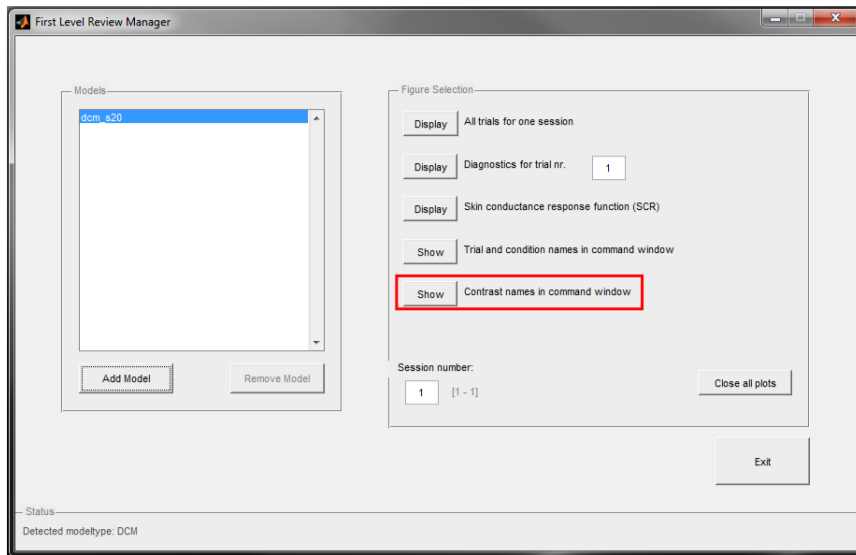 First Level Review Manager
Models
dcm_s20
Add Model
Remove Model
Figure Selection
Display All trials for one session
Display Diagnostics for trial nr. 1
Display Skin conductance response function (SCR)
Show Trial and condition names in command window
Show Contrast names in command window
Session number:
1 [1 - 1]
Close all plots
Exit
Status
Detected modeltype: DCM